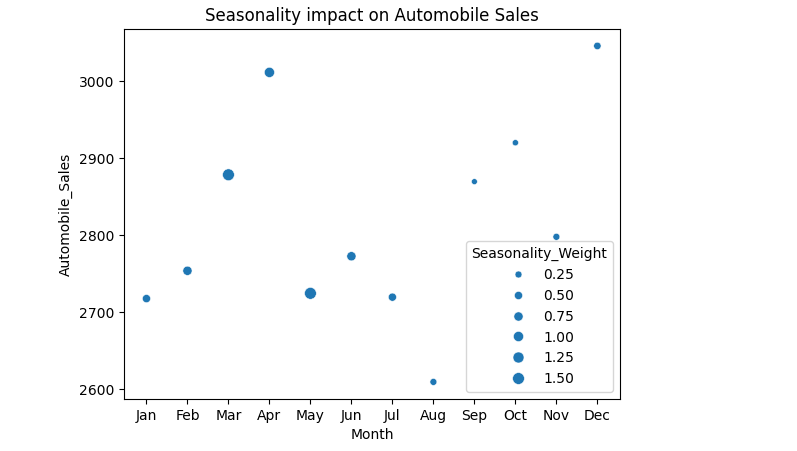 Seasonality impact on Automobile Sales
Automobile_Sales
3000
2900
2800
2700
2600
Seasonality_Weight
0.25
0.50
0.75
1.00
1.25
1.50
Jan Feb Mar Apr May Jun Jul Aug Sep Oct Nov Dec
Month